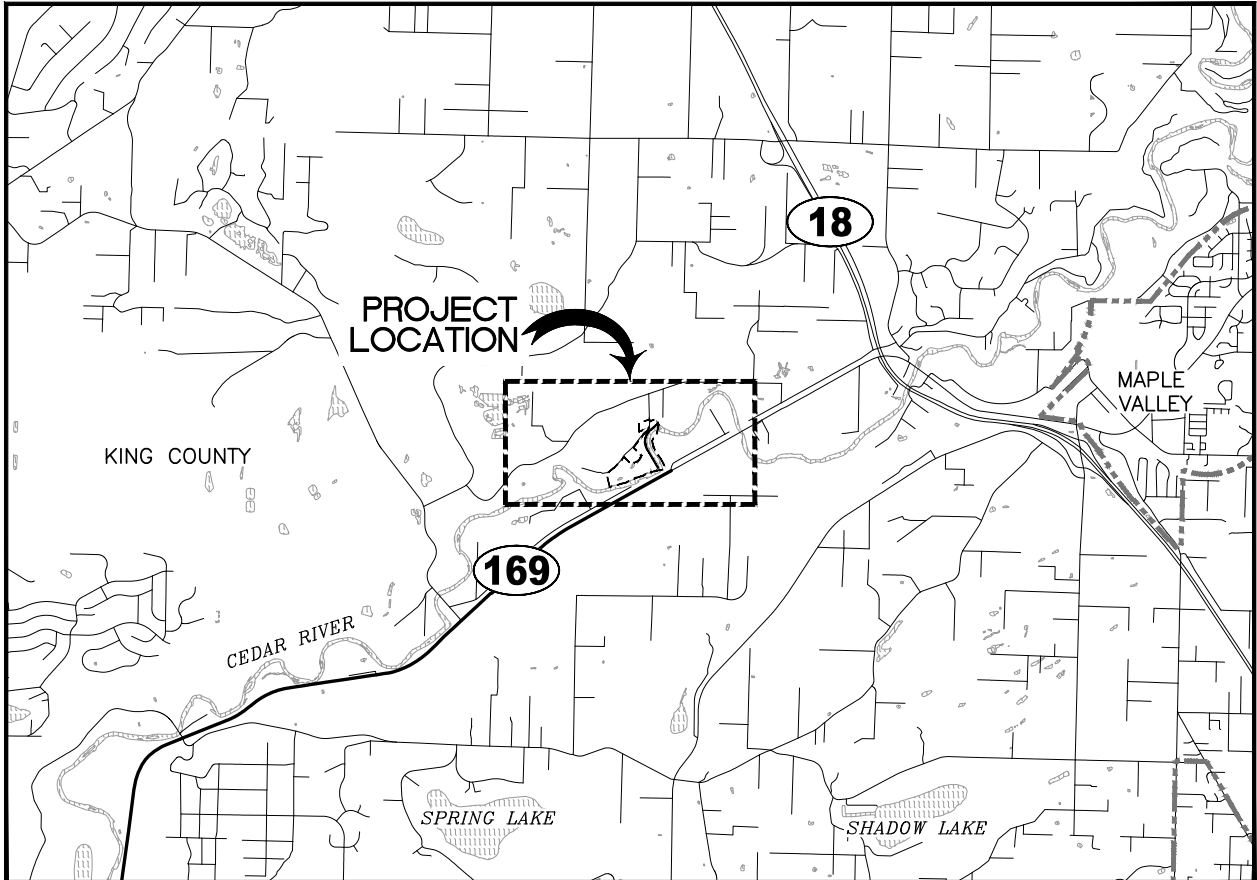 18
PROJECT
LOCATION
MAPLE
VALLEY
KING COUNTY
169
CEDAR RIVER
SPRING LAKE
SHADOW LAKE